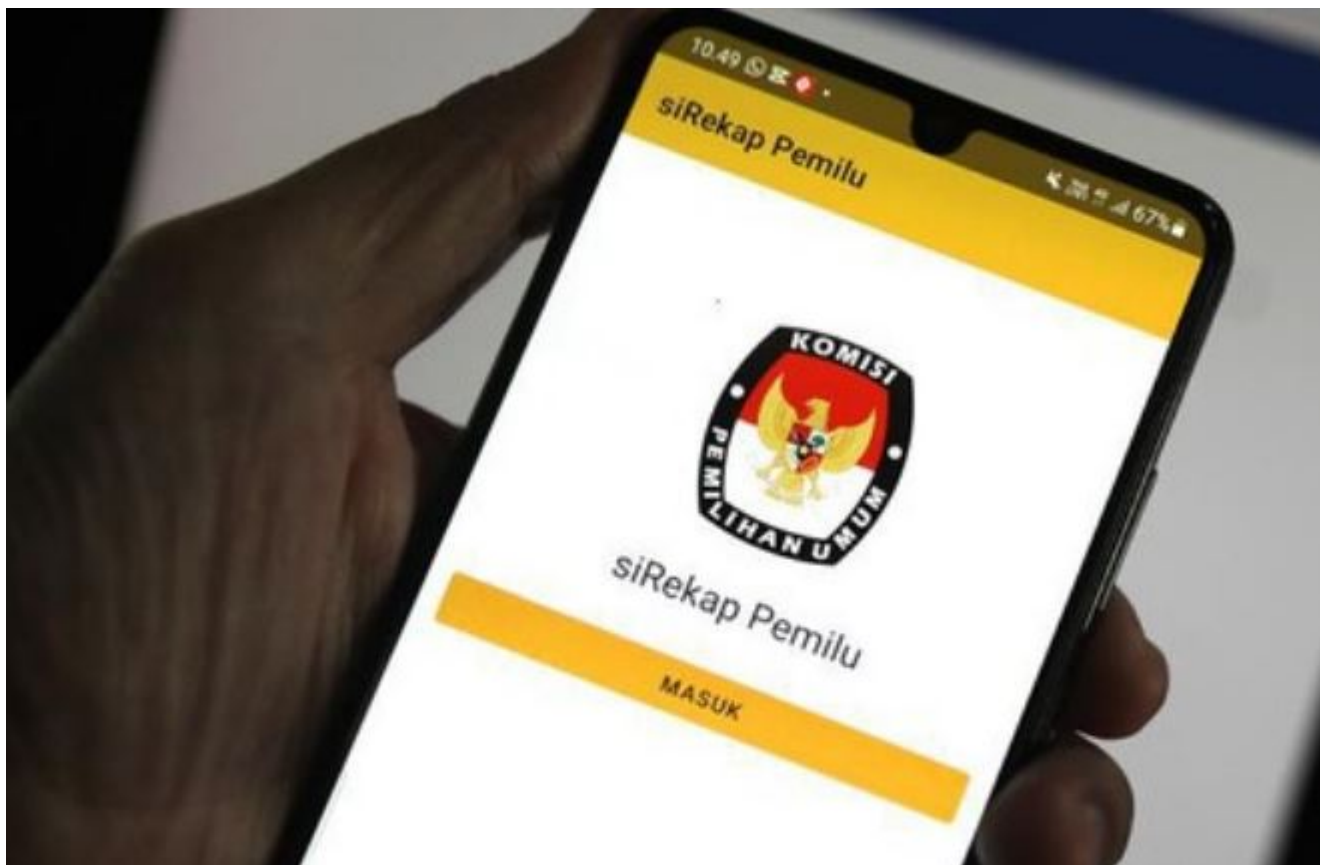 10.49
67%
siRekap Pemilu
KOMISI
PEMILIHAN UMUM
siRekap Pemilu
MASUK